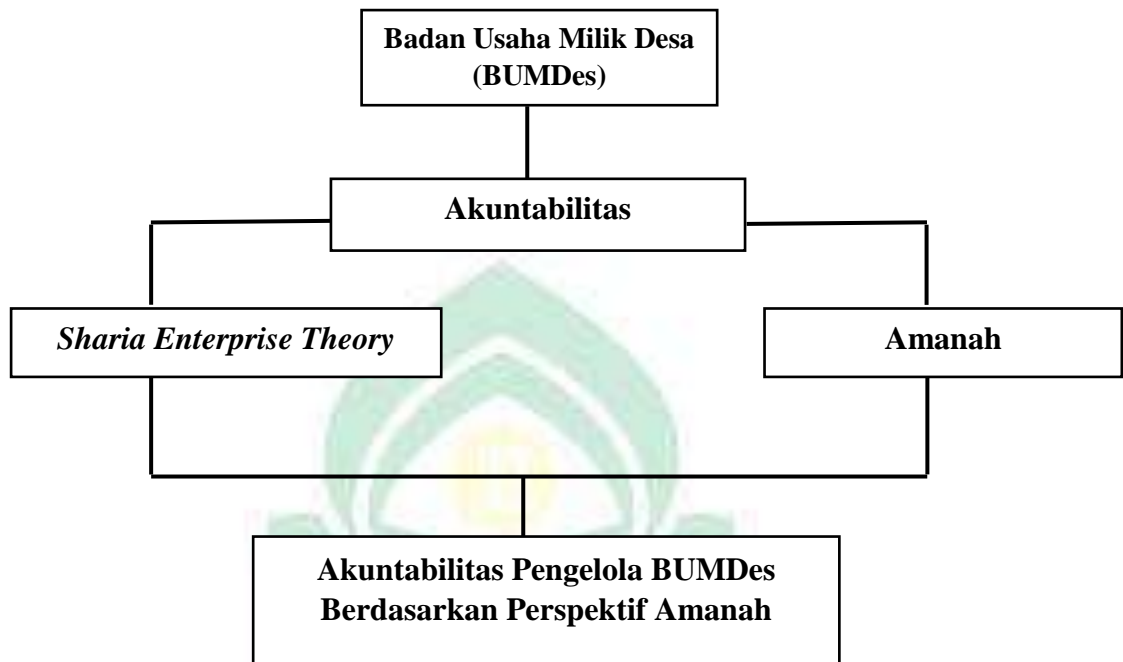 Badan Usaha Milik Desa
(BUMDes)
Akuntabilitas
Sharia Enterprise Theory
Amanah
Akuntabilitas Pengelola BUMDes
Berdasarkan Perspektif Amanah